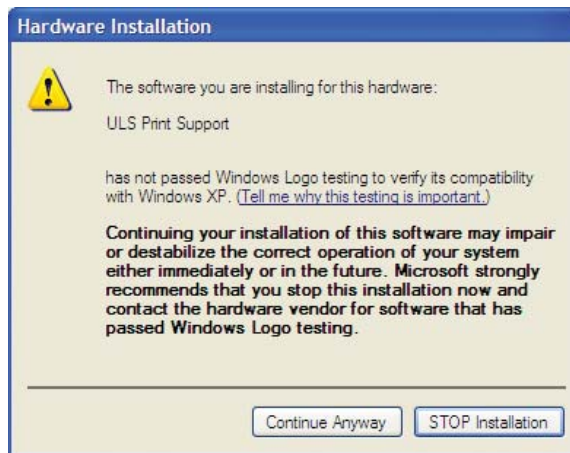 Hardware Installation
The software you are installing for this hardware:
ULS Print Support
has not passed Windows Logo testing to verify its compatibility
with Windows XP. (Tell me why this testing is important.)
Continuing your installation of this software may impair
or destabilize the correct operation of your system
either immediately or in the future. Microsoft strongly
recommends that you stop this installation now and
contact the hardware vendor for software that has
passed Windows Logo testing.
Continue Anyway
STOP Installation